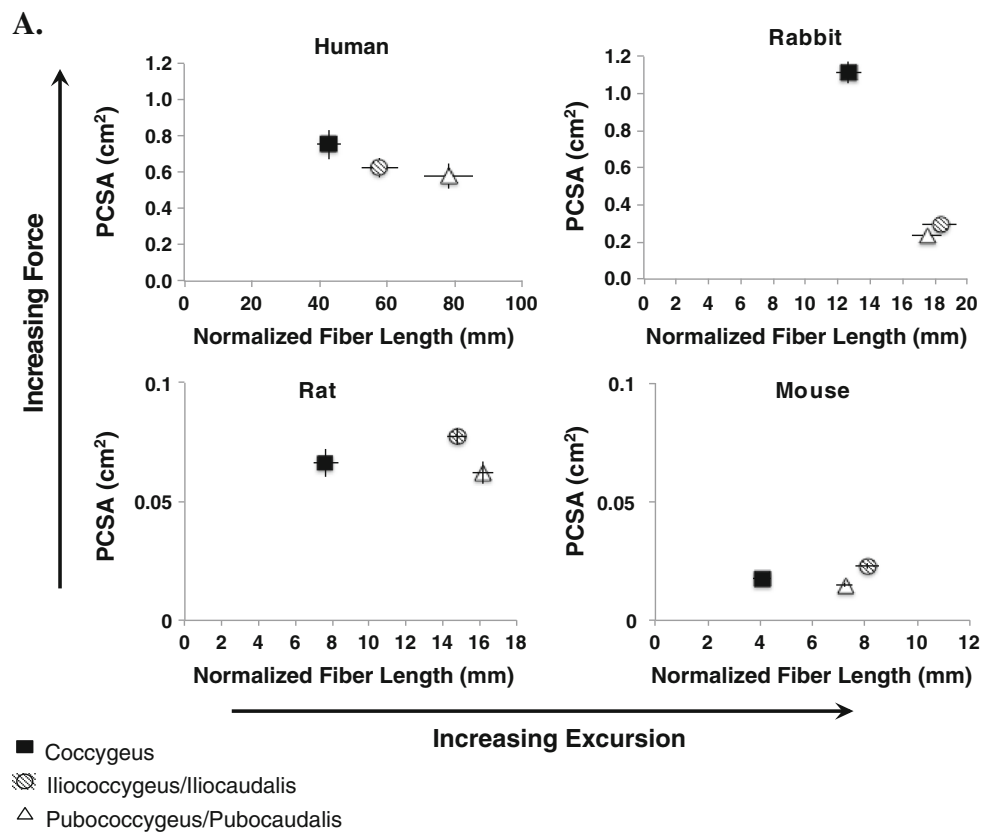 A.
Human
Rabbit
Increasing Force
PCSA (cm²)
1.2
1.0
0.8
0.6
0.4
0.2
0.0
0 20 40 60 80 100
Normalized Fiber Length (mm)
PCSA (cm²)
1.2
1.0
0.8
0.6
0.4
0.2
0.0
0 2 4 6 8 10 12 14 16 18 20
Normalized Fiber Length (mm)
Rat
PCSA (cm²)
0.1
0.05
0
0 2 4 6 8 10 12 14 16 18
Normalized Fiber Length (mm)
Mouse
PCSA (cm²)
0.1
0.05
0
0 2 4 6 8 10 12
Normalized Fiber Length (mm)
Increasing Excursion
Coccygeus
Iliococcygeus/Iliocaudalis
Pubococcygeus/Pubocaudalis